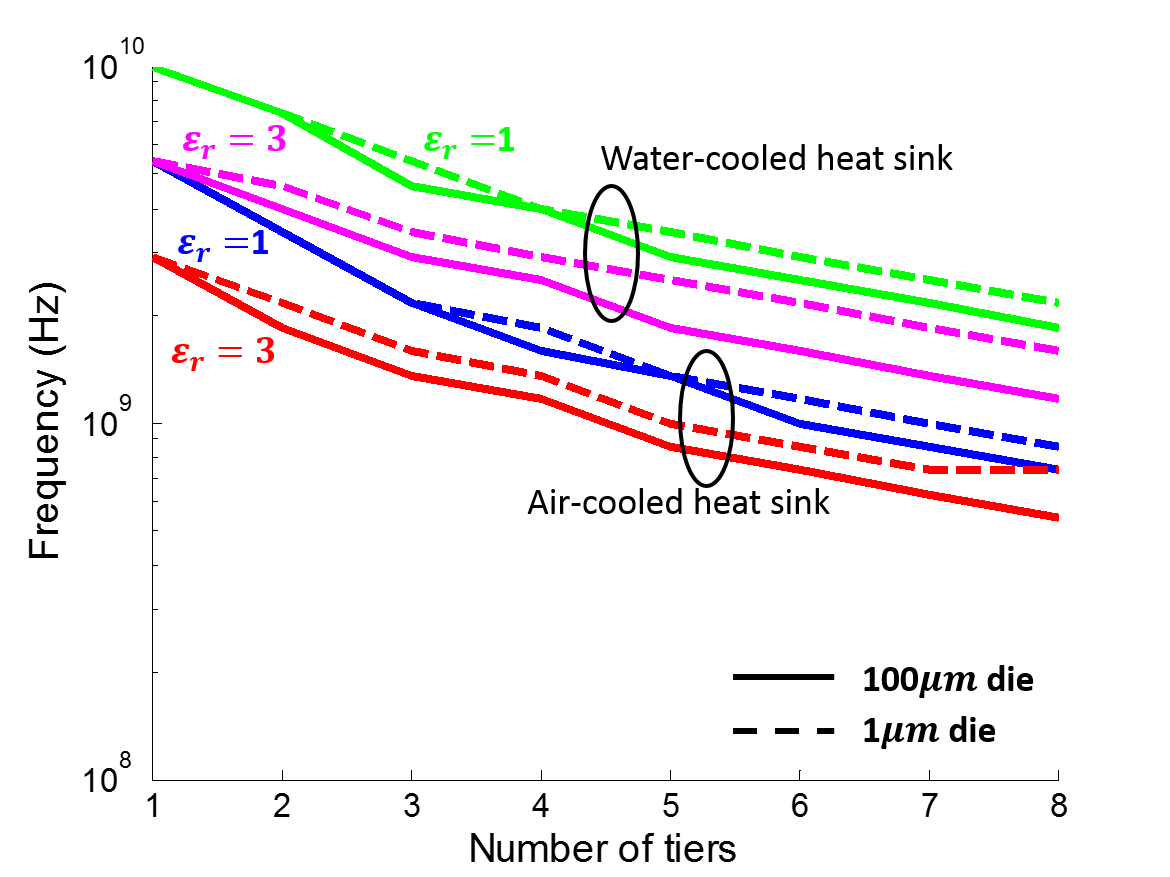 10^10
ε_r = 3
ε_r = 1
Water-cooled heat sink
ε_r = 1
ε_r = 3
10^9
Air-cooled heat sink
Frequency (Hz)
100μm die
1μm die
10^8
1 2 3 4 5 6 7 8
Number of tiers